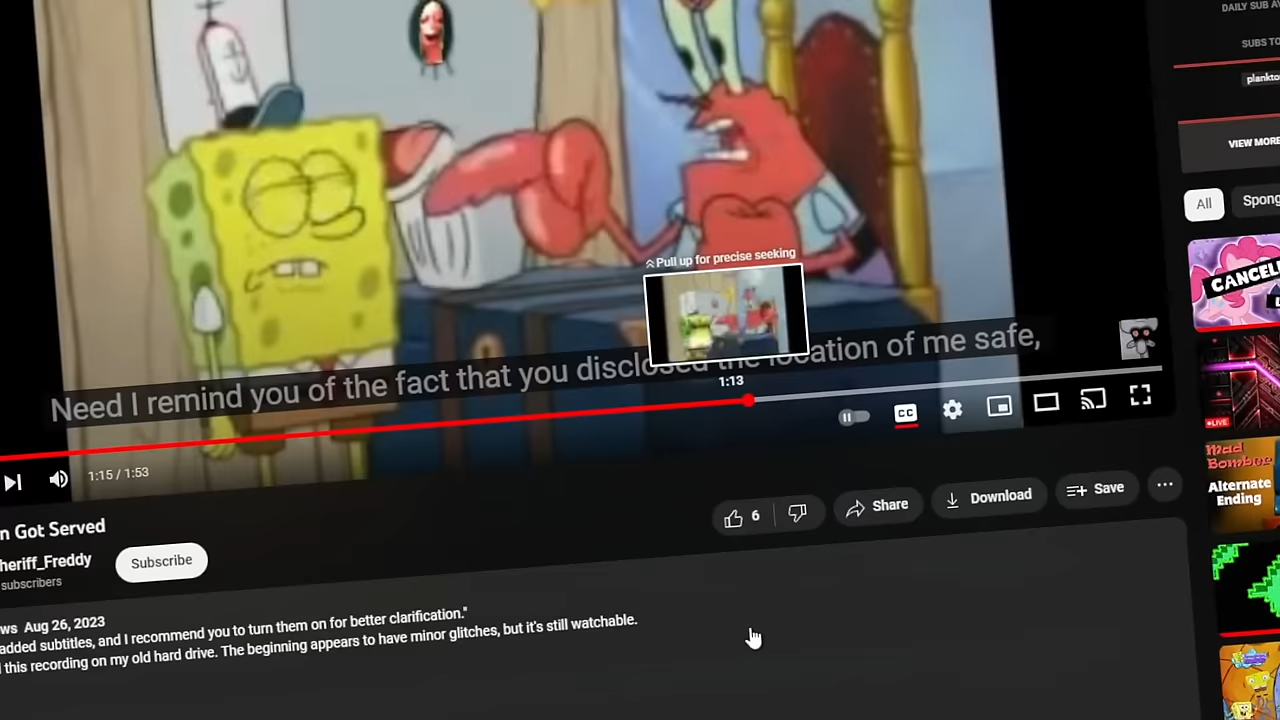 DAILY SUB
SUBS TO
VIEW MORE
All
CANCEL
Pull up for precise seeking
Need I remind you of the fact that you disclosed the location of me safe,
1:13
CC
LIVE
1:15 / 1:53
Mad
Bomber
Alternate
Ending
n Got Served
6
Share
Download
Save
heriff_Freddy
subscribers
Subscribe
ws Aug 26, 2023
added subtitles, and I recommend you to turn them on for better clarification."
this recording on my old hard drive. The beginning appears to have minor glitches, but it's still watchable.